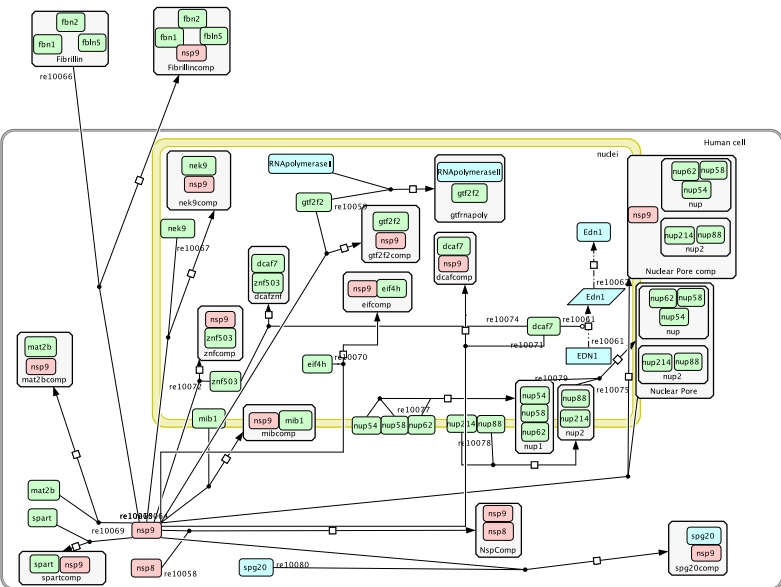 fbn2
fbn1
fbln5
Fibrillin
re10066
fbn2
fbn1
fbln5
nsp9
Fibrillincomp
Human cell
nuclei
nek9
nsp9
nek9comp
nek9
re10067
RNApolymeraseII
gtf2f2
re10059
RNApolymeraseII
gtf2f2
gtfrnapoly
gtf2f2
nsp9
gtf2f2comp
dcaf7
nsp9
dcafcomp
dcaf7
znf503
dcafznf
nsp9
eif4h
eifcomp
Edn1
Edn1
EDN1
re10061
re10061
nup62
nup58
nup54
nup
nsp9
nup214
nup88
nup2
Nuclear Pore comp
nup62
nup58
nup54
nup
nup214
nup88
nup2
Nuclear Pore
nsp9
znf503
znfcomp
re10074
dcaf7
re10071
eif4h
re10070
znf503
re10072
mat2b
nsp9
mat2bcomp
mib1
nsp9
mib1
mibcomp
nup54
nup58
nup62
re10077
nup214
nup88
re10078
re10079
re10075
nup54
nup58
nup62
nup1
nup88
nup214
nup2
mat2b
spart
re10069
nsp9
spart
nsp9
spartcomp
nsp8
re10058
spg20
re10080
nsp9
nsp8
NspComp
spg20
nsp9
spg20comp